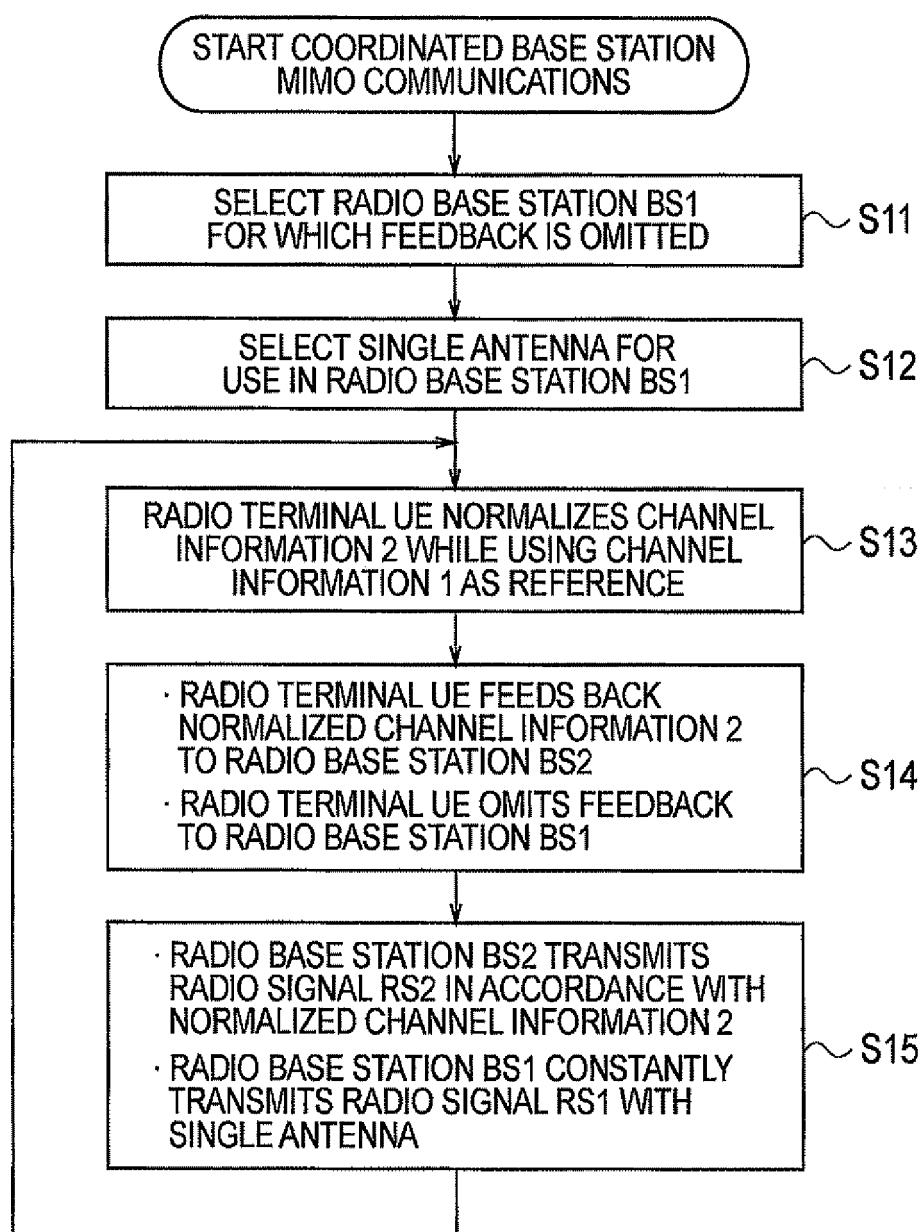 START COORDINATED BASE STATION
MIMO COMMUNICATIONS
SELECT RADIO BASE STATION BS1
FOR WHICH FEEDBACK IS OMITTED
S11
SELECT SINGLE ANTENNA FOR
USE IN RADIO BASE STATION BS1
S12
RADIO TERMINAL UE NORMALIZES CHANNEL
INFORMATION 2 WHILE USING CHANNEL
INFORMATION 1 AS REFERENCE
S13
· RADIO TERMINAL UE FEEDS BACK
NORMALIZED CHANNEL INFORMATION 2
TO RADIO BASE STATION BS2
· RADIO TERMINAL UE OMITS FEEDBACK
TO RADIO BASE STATION BS1
S14
· RADIO BASE STATION BS2 TRANSMITS
RADIO SIGNAL RS2 IN ACCORDANCE WITH
NORMALIZED CHANNEL INFORMATION 2
· RADIO BASE STATION BS1 CONSTANTLY
TRANSMITS RADIO SIGNAL RS1 WITH
SINGLE ANTENNA
S15